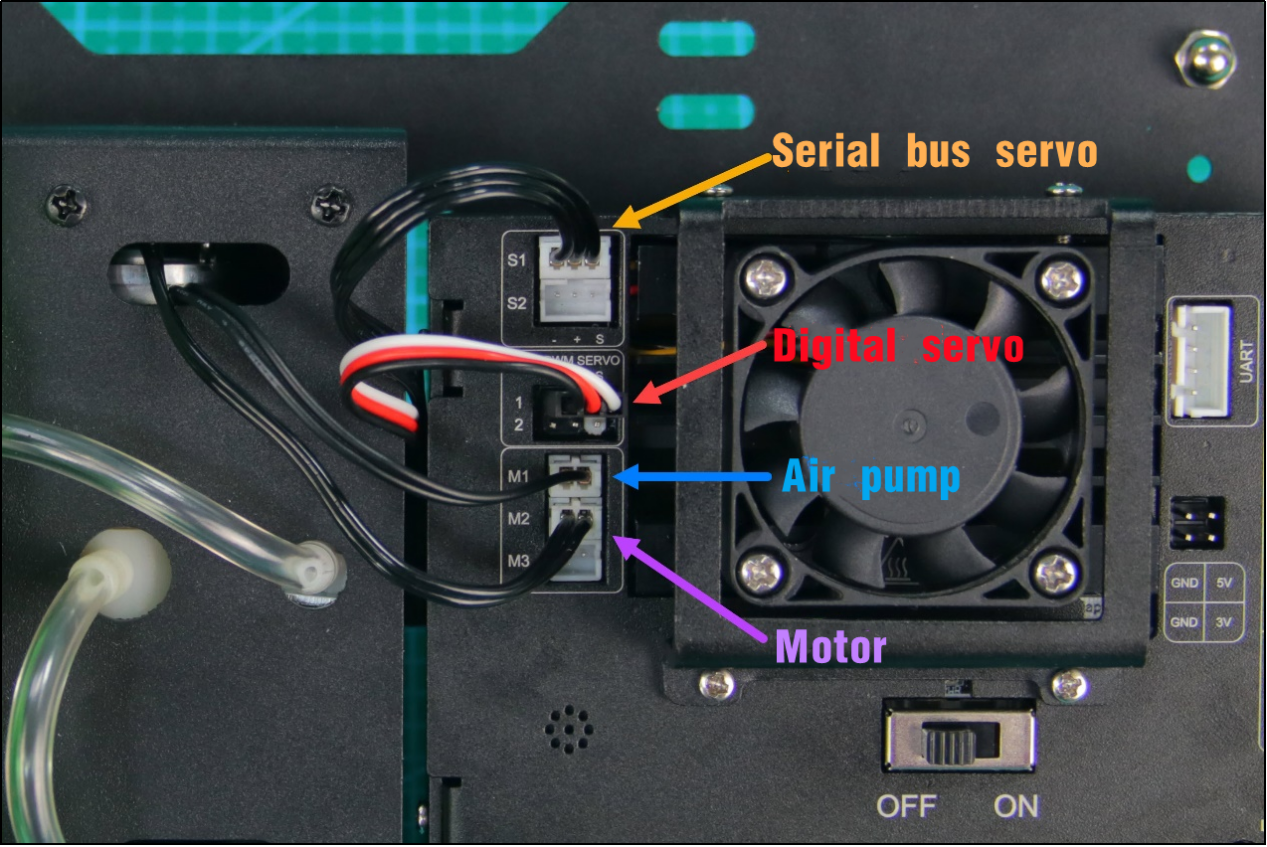 Serial bus servo
S1
S2
- + S
Digital servo
SERVO
1
2
Air pump
M1
M2
M3
Motor
UART
GND 5V
GND 3V
OFF ON